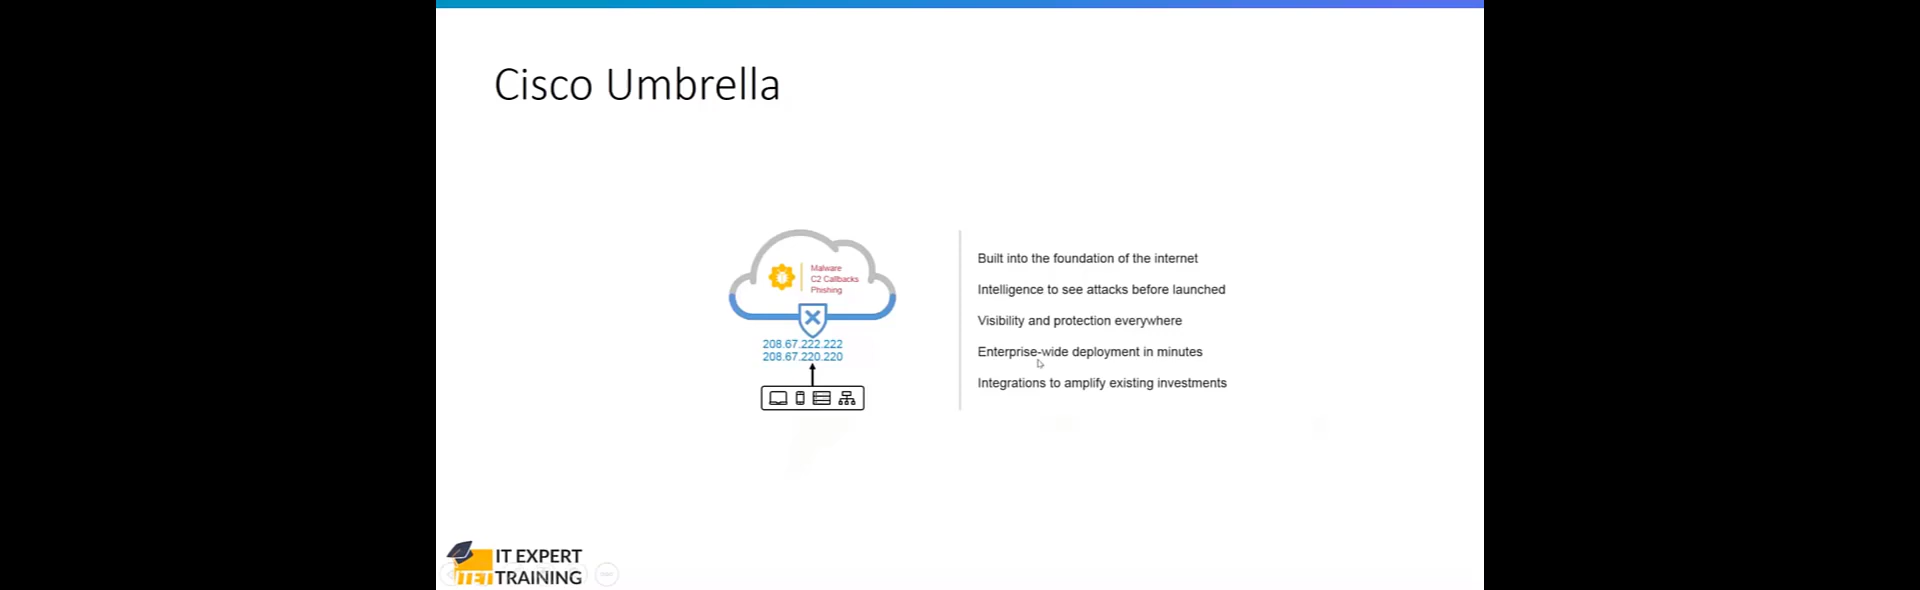 Cisco Umbrella
Malware
C2 Callbacks
Phishing
208.67.222.222
208.67.220.220
Built into the foundation of the internet
Intelligence to see attacks before launched
Visibility and protection everywhere
Enterprise-wide deployment in minutes
Integrations to amplify existing investments
IT EXPERT
ITET TRAINING